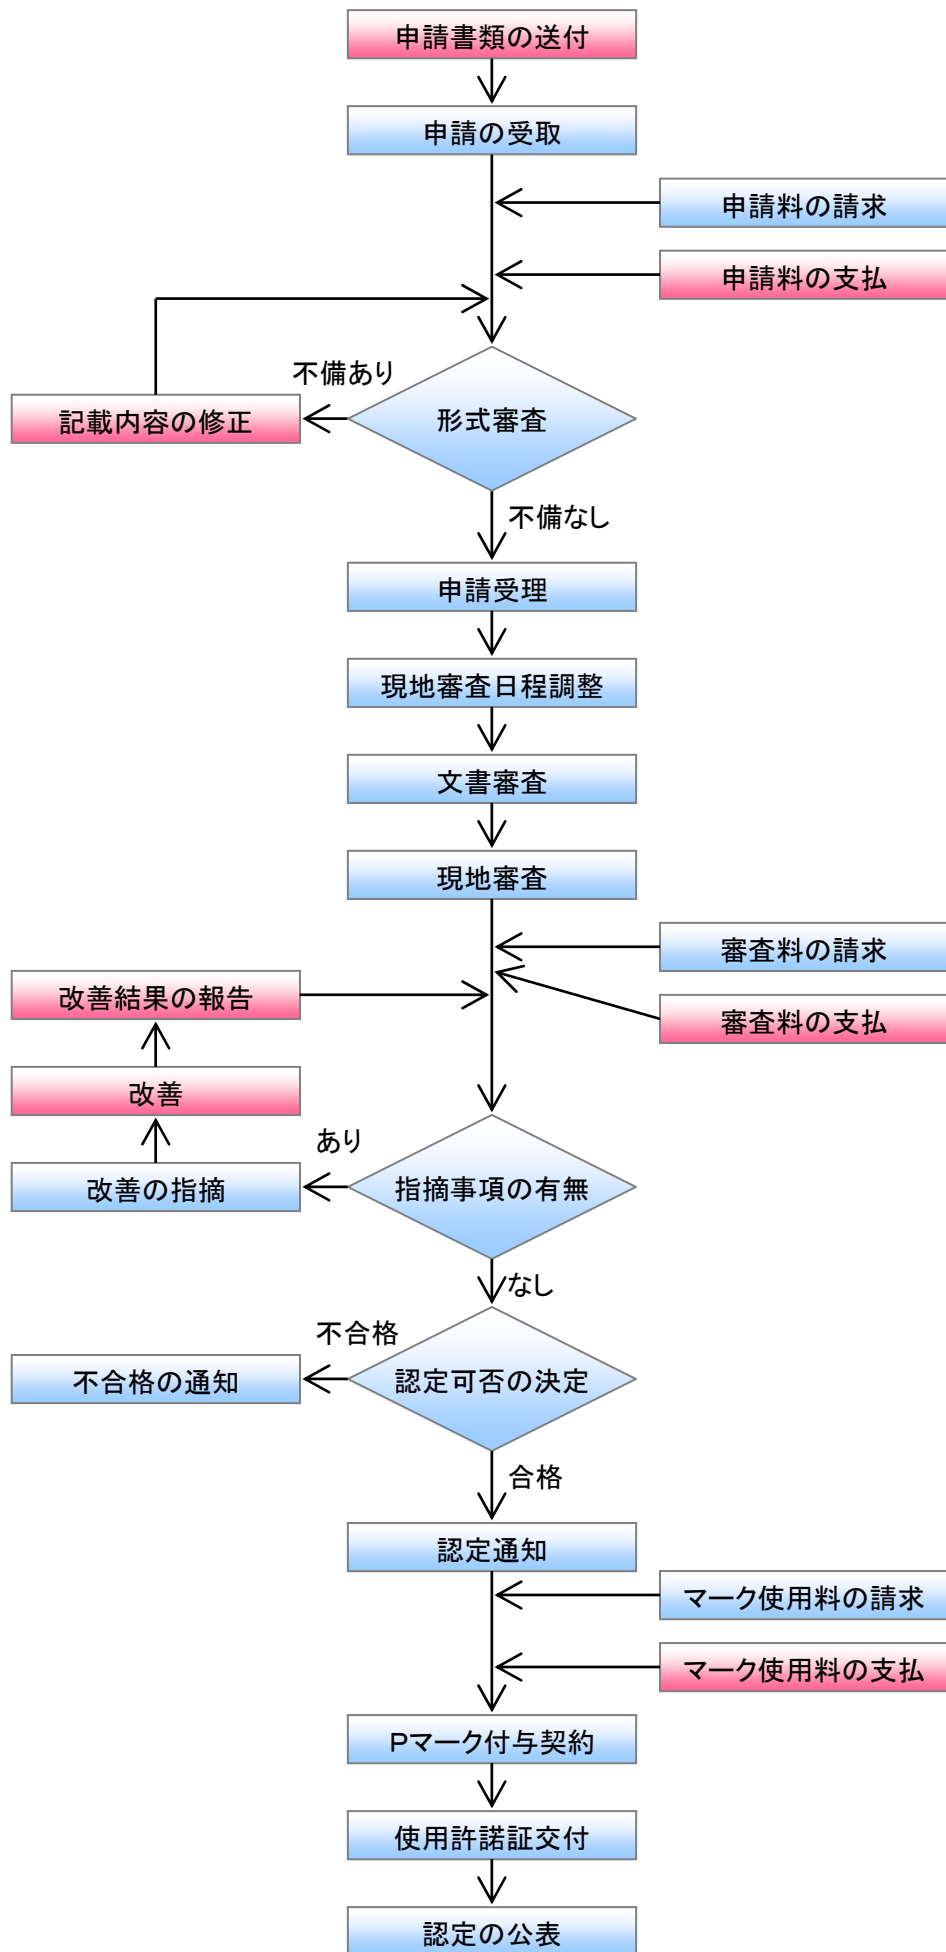 申請書類の送付
申請の受取
申請料の請求
申請料の支払
不備あり
記載内容の修正
形式審査
不備なし
申請受理
現地審査日程調整
文書審査
現地審査
審査料の請求
改善結果の報告
審査料の支払
改善
あり
改善の指摘
指摘事項の有無
なし
不合格
不合格の通知
認定可否の決定
合格
認定通知
マーク使用料の請求
マーク使用料の支払
Pマーク付与契約
使用許諾証交付
認定の公表